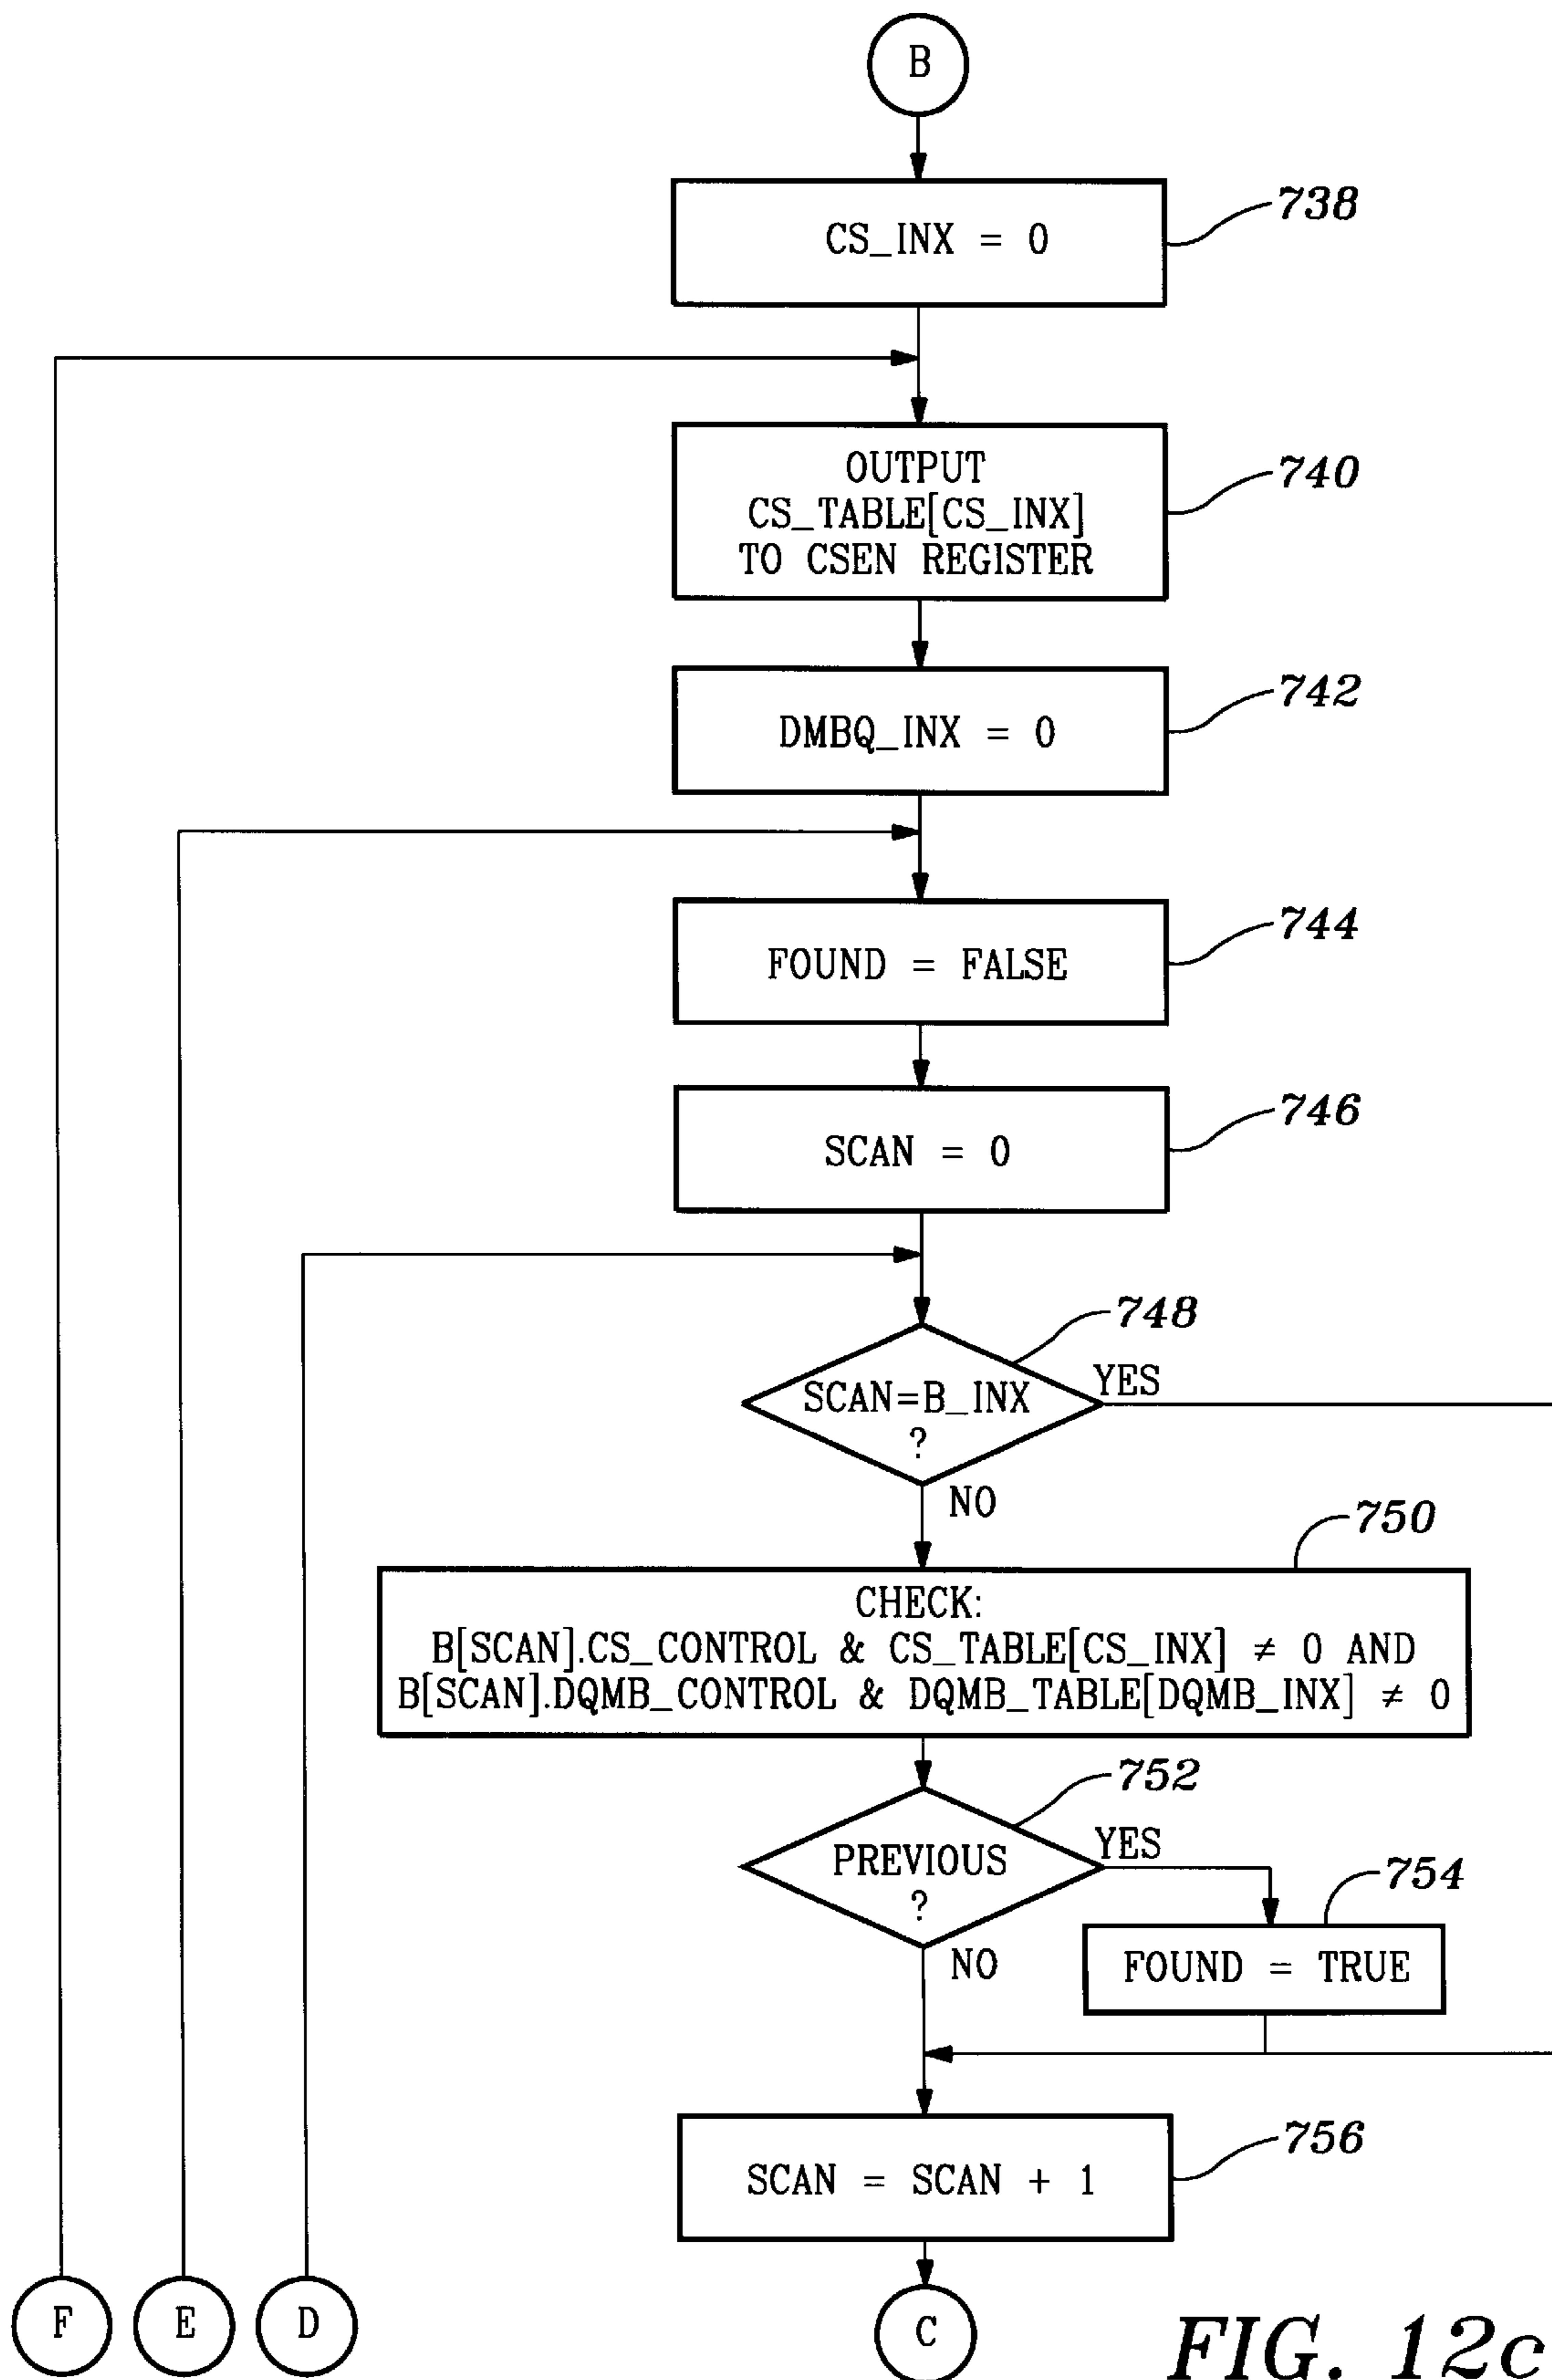 B
CS_INX = 0
738
OUTPUT
CS_TABLE[CS_INX]
TO CSEN REGISTER
740
DMBQ_INX = 0
742
FOUND = FALSE
744
SCAN = 0
746
748
SCAN=B_INX
?
YES
NO
750
CHECK:
B[SCAN].CS_CONTROL & CS_TABLE[CS_INX] ≠ 0 AND
B[SCAN].DQMB_CONTROL & DQMB_TABLE[DQMB_INX] ≠ 0
752
PREVIOUS
?
YES
NO
754
FOUND = TRUE
SCAN = SCAN + 1
756
F
E
D
C
FIG. 12c